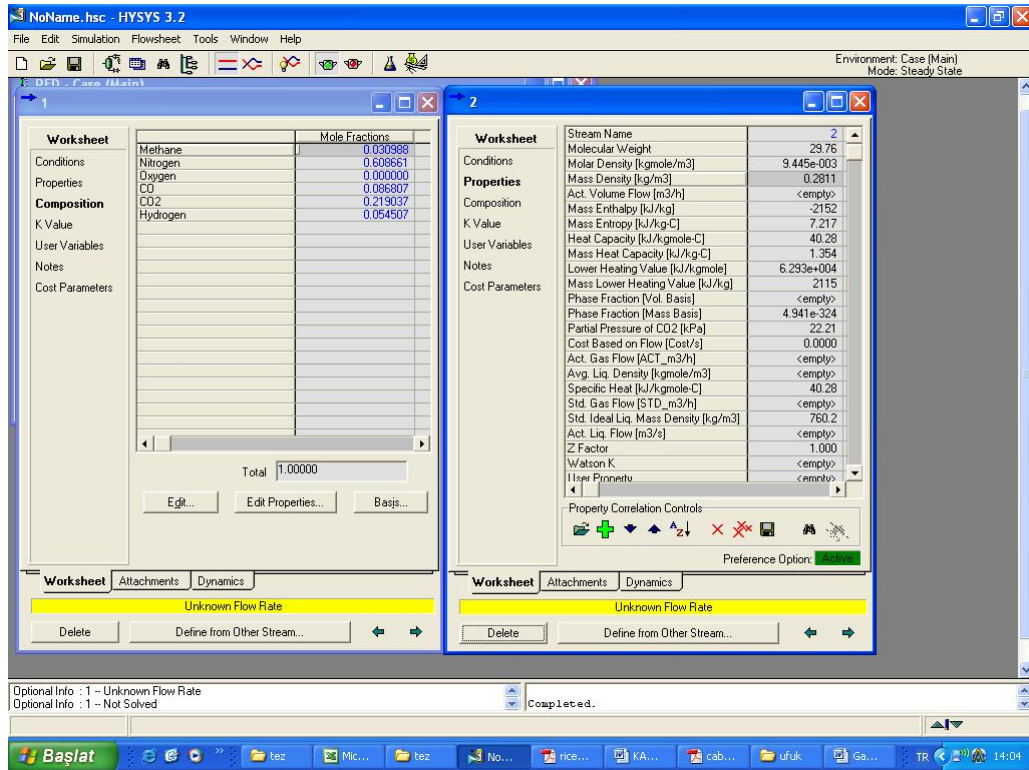 NoName.hsc - HYSYS 3.2
File Edit Simulation Flowsheet Tools Window Help
Environment: Case (Main)
Mode: Steady State
PFD - Case (Main)
1
Worksheet
Conditions
Properties
Composition
K Value
User Variables
Notes
Cost Parameters
Mole Fractions
Methane 0.030988
Nitrogen 0.608661
Oxygen 0.000000
CO 0.086807
CO2 0.219037
Hydrogen 0.054507
Total 1.00000
Edit... Edit Properties... Basis...
Worksheet Attachments Dynamics
Unknown Flow Rate
Delete Define from Other Stream...
2
Worksheet
Conditions
Properties
Composition
K Value
User Variables
Notes
Cost Parameters
Stream Name 2
Molecular Weight 29.76
Molar Density [kgmole/m3] 9.445e-003
Mass Density [kg/m3] 0.2811
Act. Volume Flow [m3/h] <empty>
Mass Enthalpy [kJ/kg] -2152
Mass Entropy [kJ/kg-C] 7.217
Heat Capacity [kJ/kgmole-C] 40.28
Mass Heat Capacity [kJ/kg-C] 1.354
Lower Heating Value [kJ/kgmole] 6.293e+004
Mass Lower Heating Value [kJ/kg] 2115
Phase Fraction [Vol. Basis] <empty>
Phase Fraction [Mass Basis] 4.941e-324
Partial Pressure of CO2 [kPa] 22.21
Cost Based on Flow [Cost/s] 0.0000
Act. Gas Flow [ACT_m3/h] <empty>
Avg. Liq. Density [kgmole/m3] <empty>
Specific Heat [kJ/kgmole-C] 40.28
Std. Gas Flow [STD_m3/h] <empty>
Std. Ideal Liq. Mass Density [kg/m3] 760.2
Act. Liq. Flow [m3/s] <empty>
Z Factor 1.000
Watson K <empty>
User Property <empty>
Property Correlation Controls
Preference Option: Active
Worksheet Attachments Dynamics
Unknown Flow Rate
Delete Define from Other Stream...
Optional Info : 1 -- Unknown Flow Rate
Optional Info : 1 -- Not Solved
Completed.
Başlat tez Mic... tez No... rice... KA... cab... ufuk Ga... TR 14:04